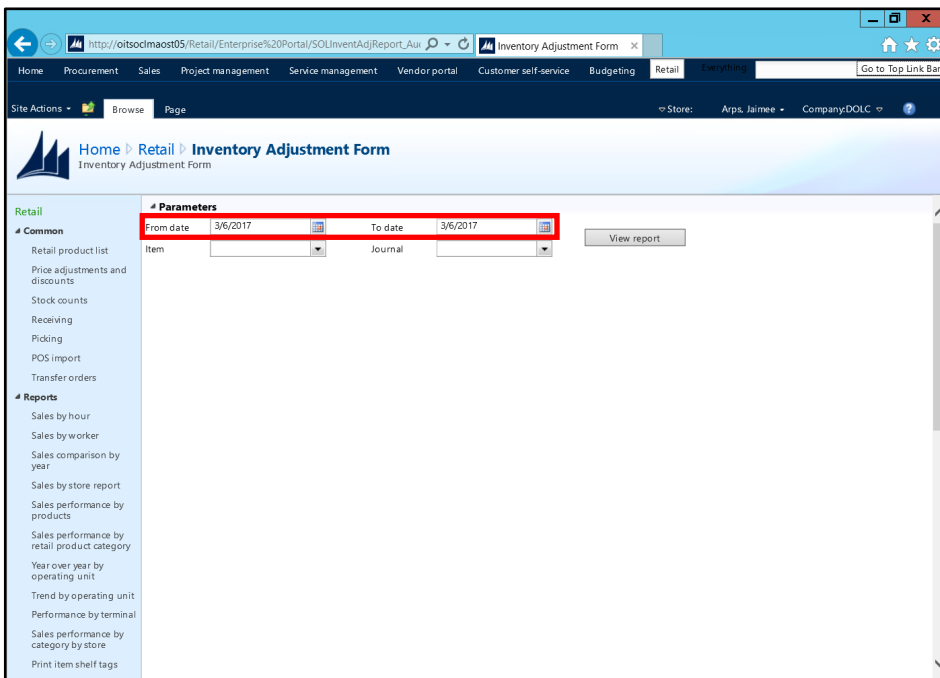 http://oitsoclmaost05/Retail/Enterprise%20Portal/SOLInventAdjReport_Au
Inventory Adjustment Form
Home Procurement Sales Project management Service management Vendor portal Customer self-service Budgeting Retail Everything Go to Top Link Bar
Site Actions Browse Page Store: Arps, Jaimee Company:DOLC
Home Retail Inventory Adjustment Form
Inventory Adjustment Form
Retail
Common
Retail product list
Price adjustments and
discounts
Stock counts
Receiving
Picking
POS import
Transfer orders
Reports
Sales by hour
Sales by worker
Sales comparison by
year
Sales by store report
Sales performance by
products
Sales performance by
retail product category
Year over year by
operating unit
Trend by operating unit
Performance by terminal
Sales performance by
category by store
Print item shelf tags
Parameters
From date 3/6/2017 To date 3/6/2017
View report
Item Journal